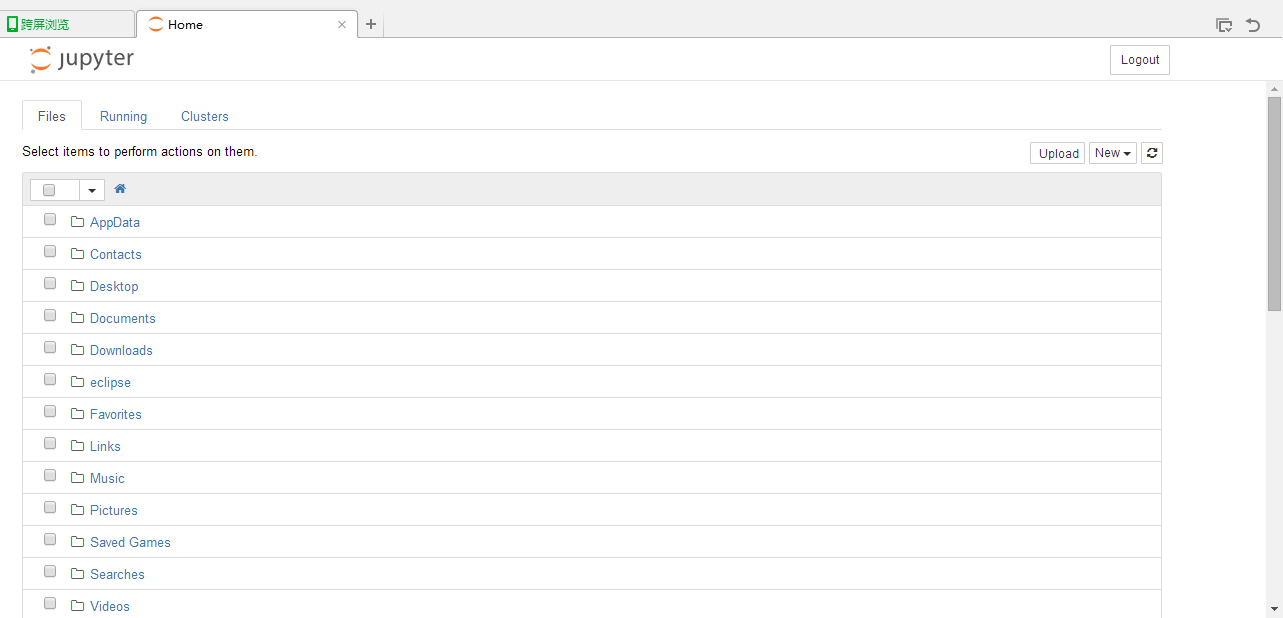 跨屏浏览 Home
jupyter Logout
Files Running Clusters
Select items to perform actions on them. Upload New
AppData
Contacts
Desktop
Documents
Downloads
eclipse
Favorites
Links
Music
Pictures
Saved Games
Searches
Videos